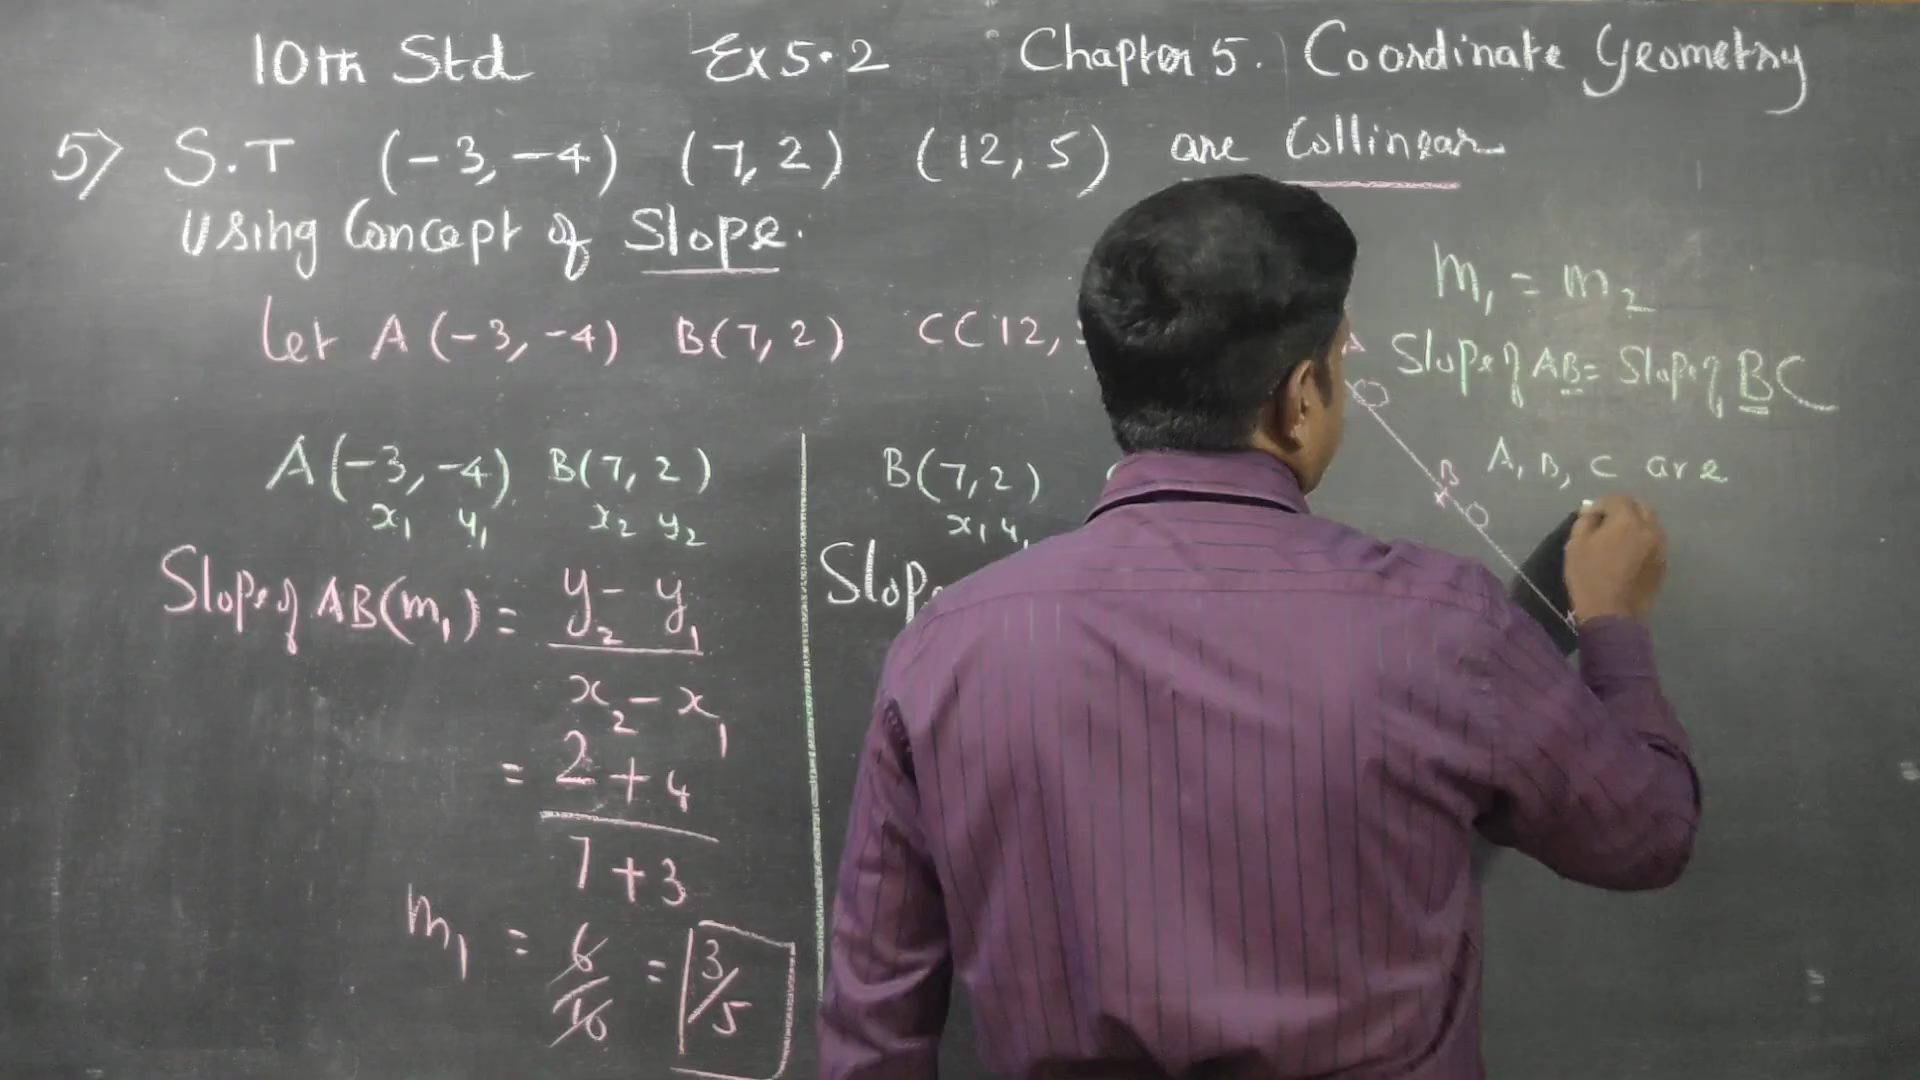 10th Std Ex 5.2 Chapter 5. Coordinate Geometry
5) S.T (-3, -4) (7, 2) (12, 5) are Collinear
Using Concept of Slope.
Let A (-3, -4) B(7, 2) C(12,
A(-3, -4) B(7, 2)
x₁ y₁ x₂ y₂
Slope of AB(m₁) = y₂ - y₁
x₂ - x₁
= 2 + 4
7 + 3
m₁ = 6/10 = 3/5
B(7, 2)
x₁ y₁
Slope
m₁ = m₂
A Slope of AB = Slope of BC
B A, B, C are